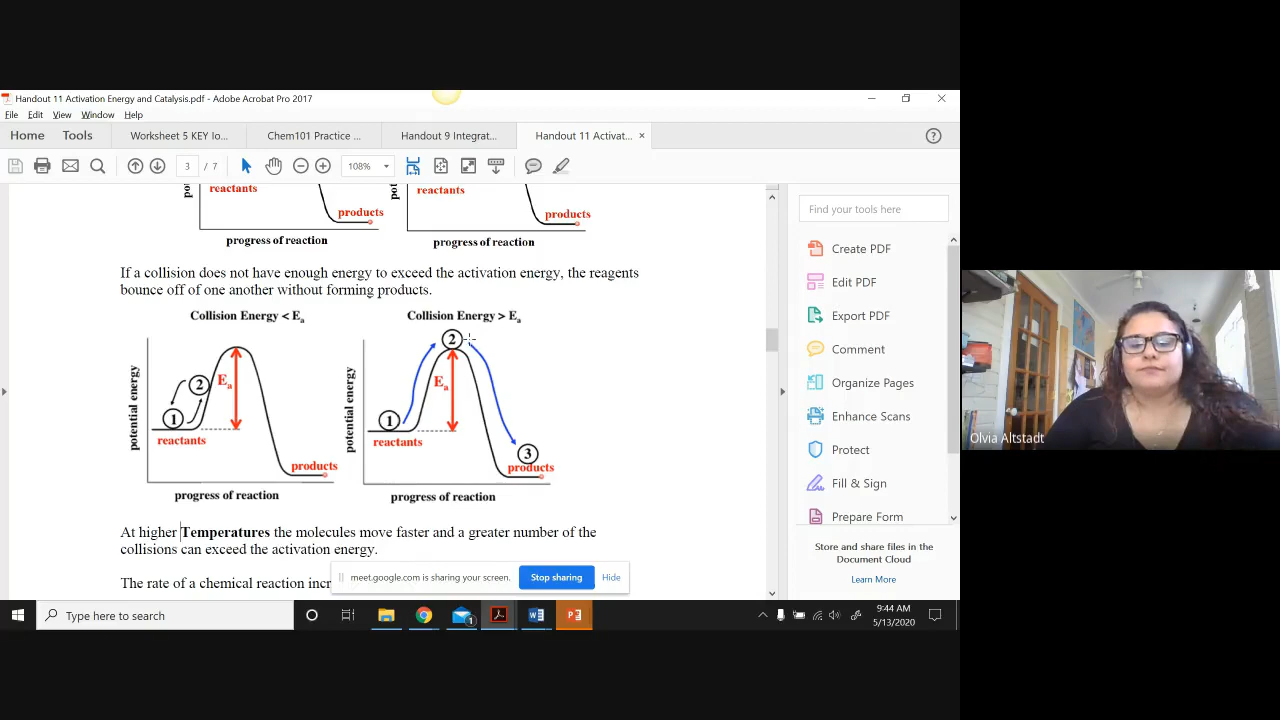 Handout 11 Activation Energy and Catalysis.pdf - Adobe Acrobat Pro 2017
File Edit View Window Help
Home Tools Worksheet 5 KEY Io... Chem101 Practice ... Handout 9 Integrat... Handout 11 Activat... ×
3 / 7 108%
reactants products reactants products
progress of reaction progress of reaction
If a collision does not have enough energy to exceed the activation energy, the reagents
bounce off of one another without forming products.
Collision Energy < Ea Collision Energy > Ea
potential energy 1 2 Ea reactants products
progress of reaction
potential energy 1 2 Ea reactants 3 products
progress of reaction
At higher Temperatures the molecules move faster and a greater number of the
collisions can exceed the activation energy.
The rate of a chemical reaction incr
meet.google.com is sharing your screen. Stop sharing Hide
Find your tools here
Create PDF
Edit PDF
Export PDF
Comment
Organize Pages
Enhance Scans
Protect
Fill & Sign
Prepare Form
Store and share files in the
Document Cloud
Learn More
Olvia Altstadt
Type here to search
1
9:44 AM
5/13/2020